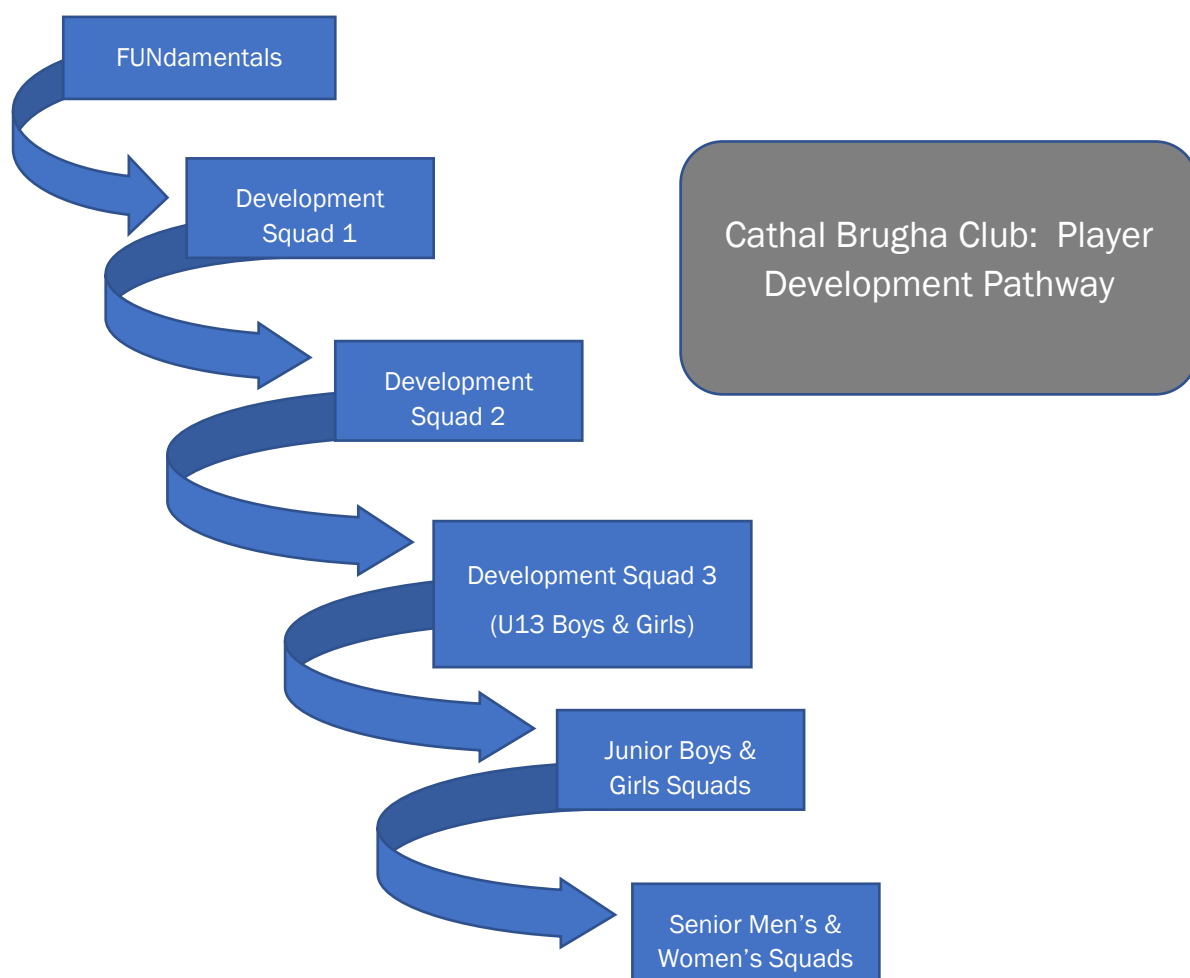 FUNdamentals
Development
Squad 1
Cathal Brugha Club:  Player
Development Pathway
Development
Squad 2
Development Squad 3
(U13 Boys & Girls)
Junior Boys &
Girls Squads
Senior Men’s &
Women’s Squads